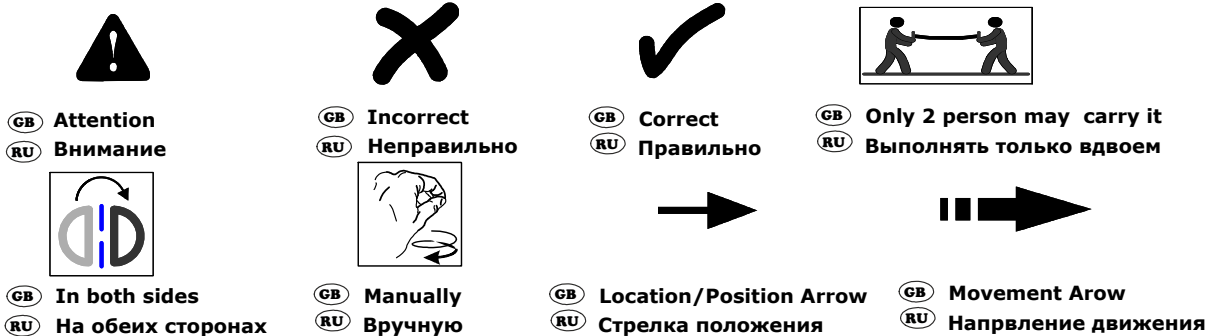 GB Attention
RU Внимание
GB Incorrect
RU Неправильно
GB Correct
RU Правильно
GB Only 2 person may carry it
RU Выполнять только вдвоем
GB In both sides
RU На обеих сторонах
GB Manually
RU Вручную
GB Location/Position Arrow
RU Стрелка положения
GB Movement Arow
RU Напрвление движения